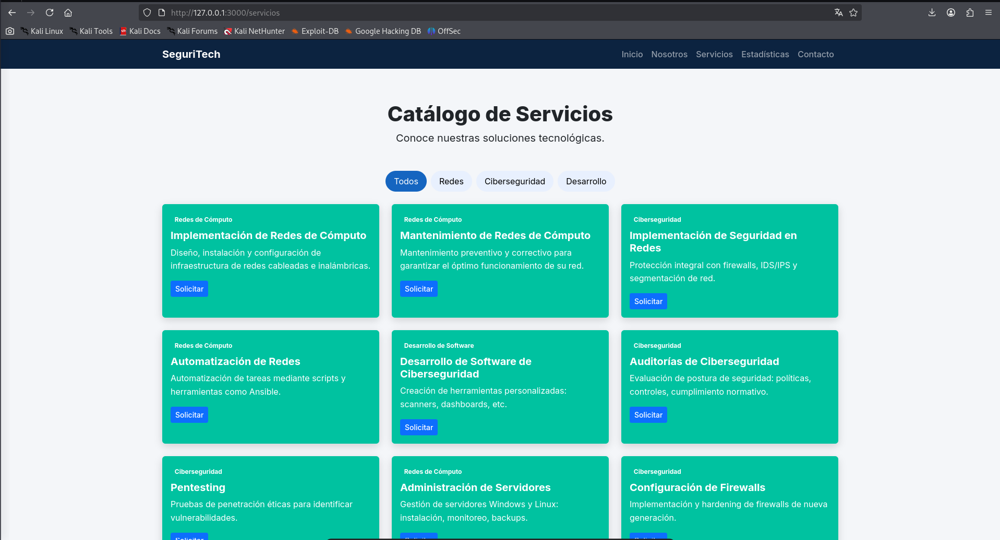 http://127.0.0.1:3000/servicios
Kali Linux Kali Tools Kali Docs Kali Forums Kali NetHunter Exploit-DB Google Hacking DB OffSec
SeguriTech Inicio Nosotros Servicios Estadísticas Contacto
Catálogo de Servicios
Conoce nuestras soluciones tecnológicas.
Todos Redes Ciberseguridad Desarrollo
Redes de Cómputo
Implementación de Redes de Cómputo
Diseño, instalación y configuración de
infraestructura de redes cableadas e inalámbricas.
Solicitar
Redes de Cómputo
Mantenimiento de Redes de Cómputo
Mantenimiento preventivo y correctivo para
garantizar el óptimo funcionamiento de su red.
Solicitar
Ciberseguridad
Implementación de Seguridad en
Redes
Protección integral con firewalls, IDS/IPS y
segmentación de red.
Solicitar
Redes de Cómputo
Automatización de Redes
Automatización de tareas mediante scripts y
herramientas como Ansible.
Solicitar
Desarrollo de Software
Desarrollo de Software de
Ciberseguridad
Creación de herramientas personalizadas:
scanners, dashboards, etc.
Solicitar
Ciberseguridad
Auditorías de Ciberseguridad
Evaluación de postura de seguridad: políticas,
controles, cumplimiento normativo.
Solicitar
Ciberseguridad
Pentesting
Pruebas de penetración éticas para identificar
vulnerabilidades.
Solicitar
Redes de Cómputo
Administración de Servidores
Gestión de servidores Windows y Linux:
instalación, monitoreo, backups.
Solicitar
Ciberseguridad
Configuración de Firewalls
Implementación y hardening de firewalls de nueva
generación.
Solicitar